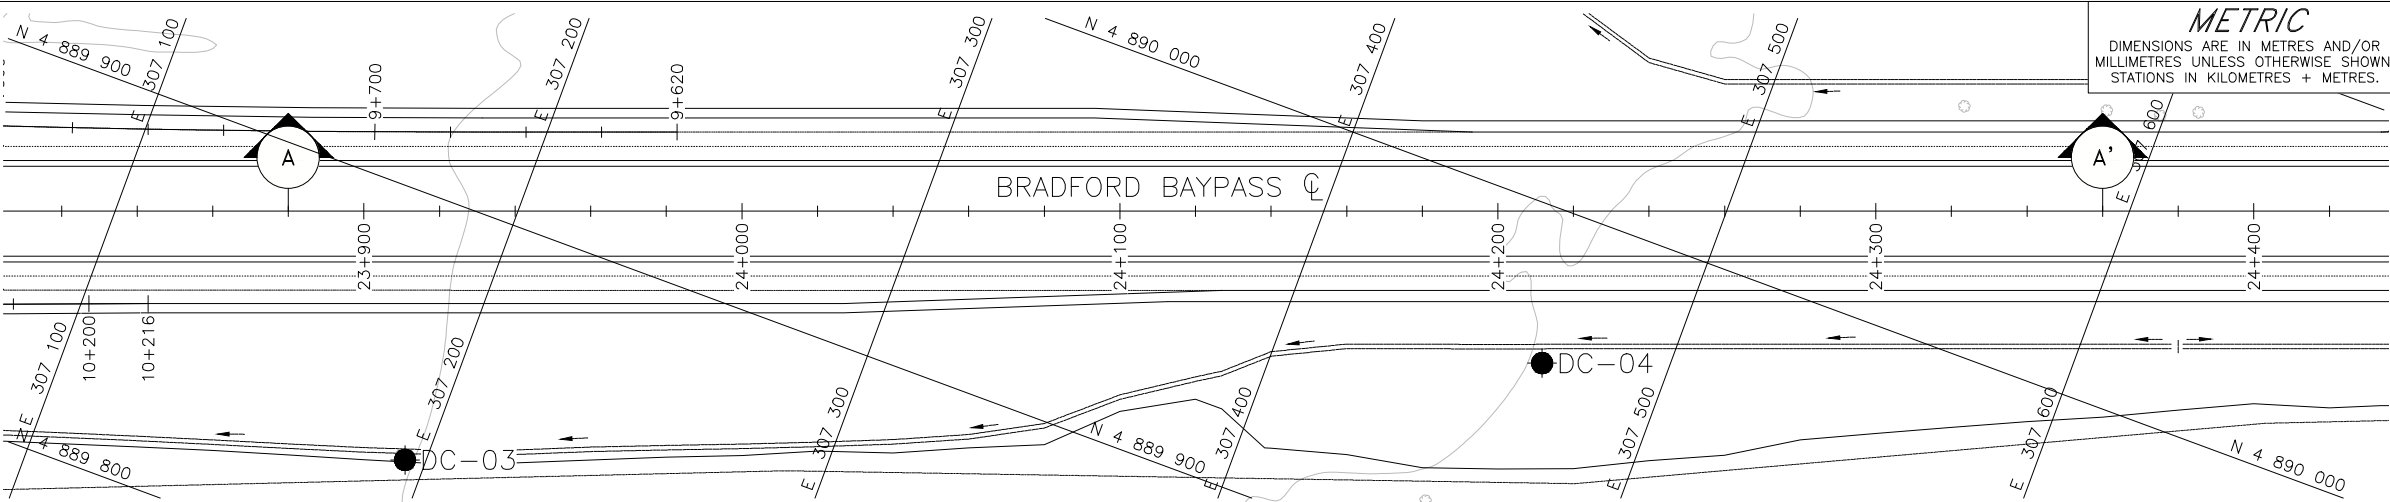 METRIC
DIMENSIONS ARE IN METRES AND/OR
MILLIMETRES UNLESS OTHERWISE SHOWN
STATIONS IN KILOMETRES + METRES.
N 4 889 900
E 307 100
E 307 200
E 307 300
N 4 890 000
E 307 400
E 307 500
E 307 600
9+700
9+620
A
A'
BRADFORD BAYPASS ℄
23+900
24+000
24+100
24+200
24+300
24+400
10+200
10+216
E 307 100
E 307 200
E 307 300
E 307 400
E 307 500
E 307 600
DC-04
DC-03
N 4 889 800
N 4 889 900
N 4 890 000